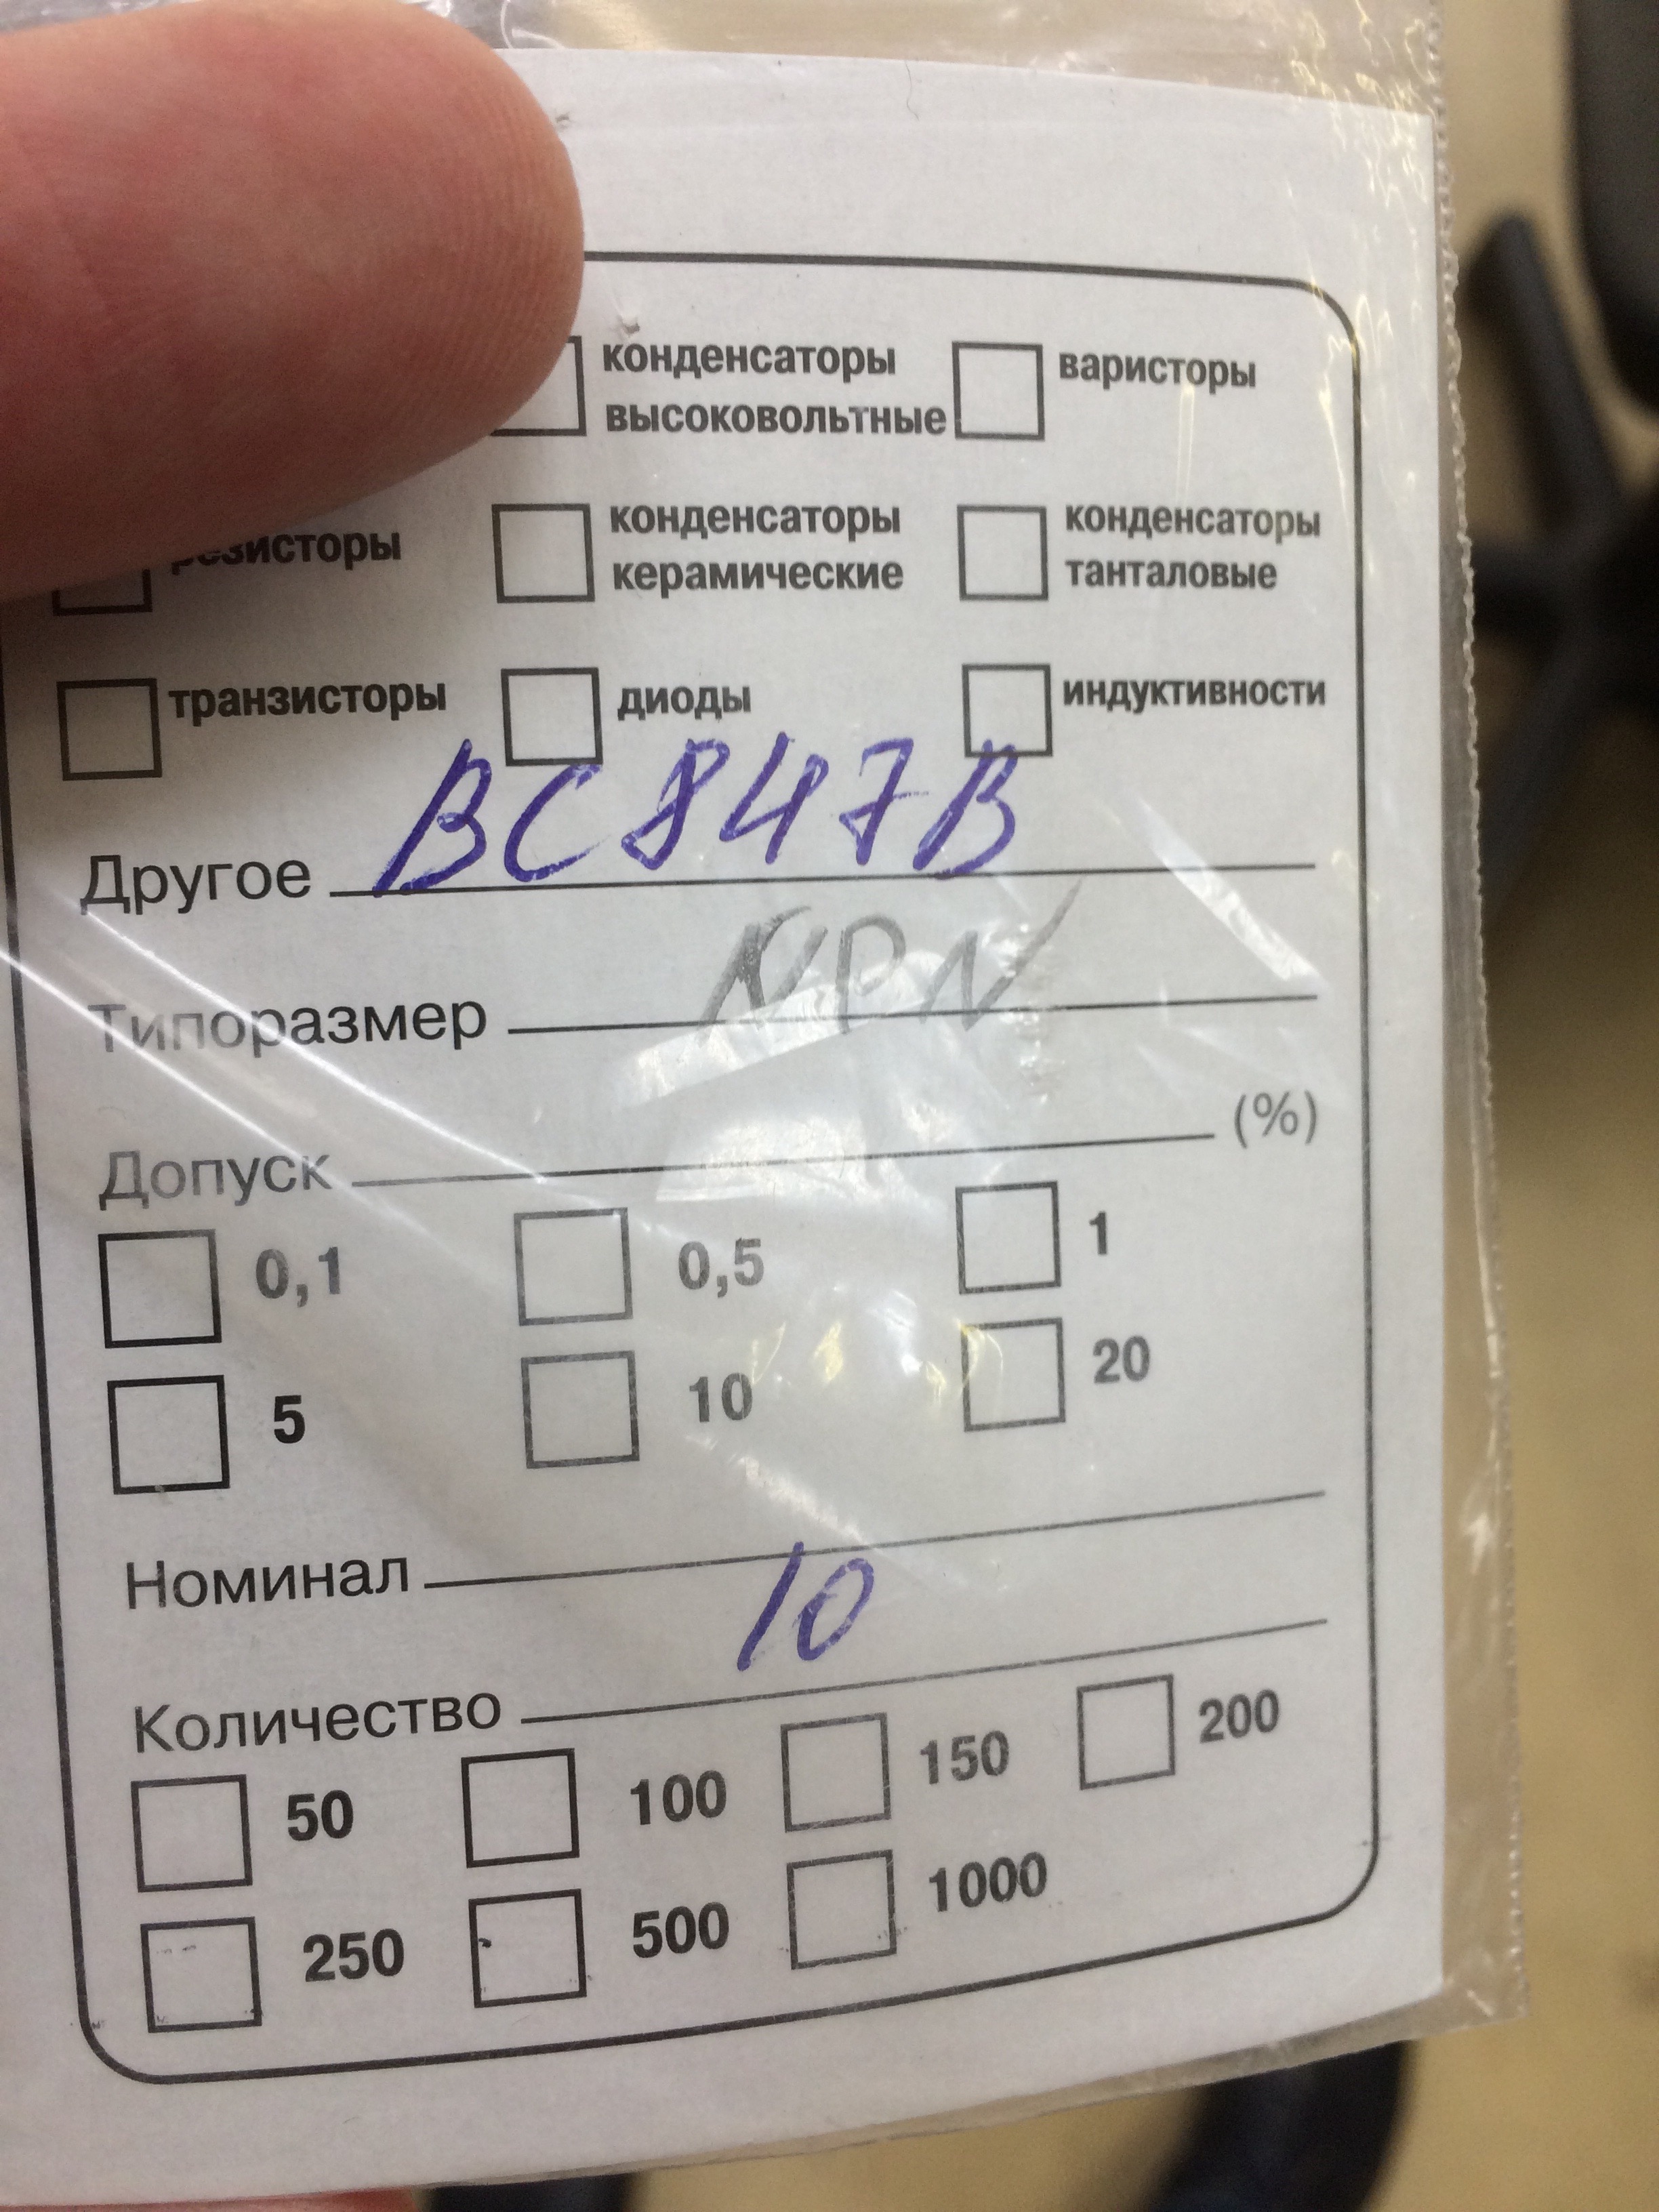 конденсаторы
высоковольтные
варисторы
резисторы
конденсаторы
керамические
конденсаторы
танталовые
транзисторы
диоды
индуктивности
Другое BC847B
Типоразмер NPN
Допуск (%)
0,1 0,5 1
5 10 20
Номинал
Количество 10
50 100 150 200
250 500 1000